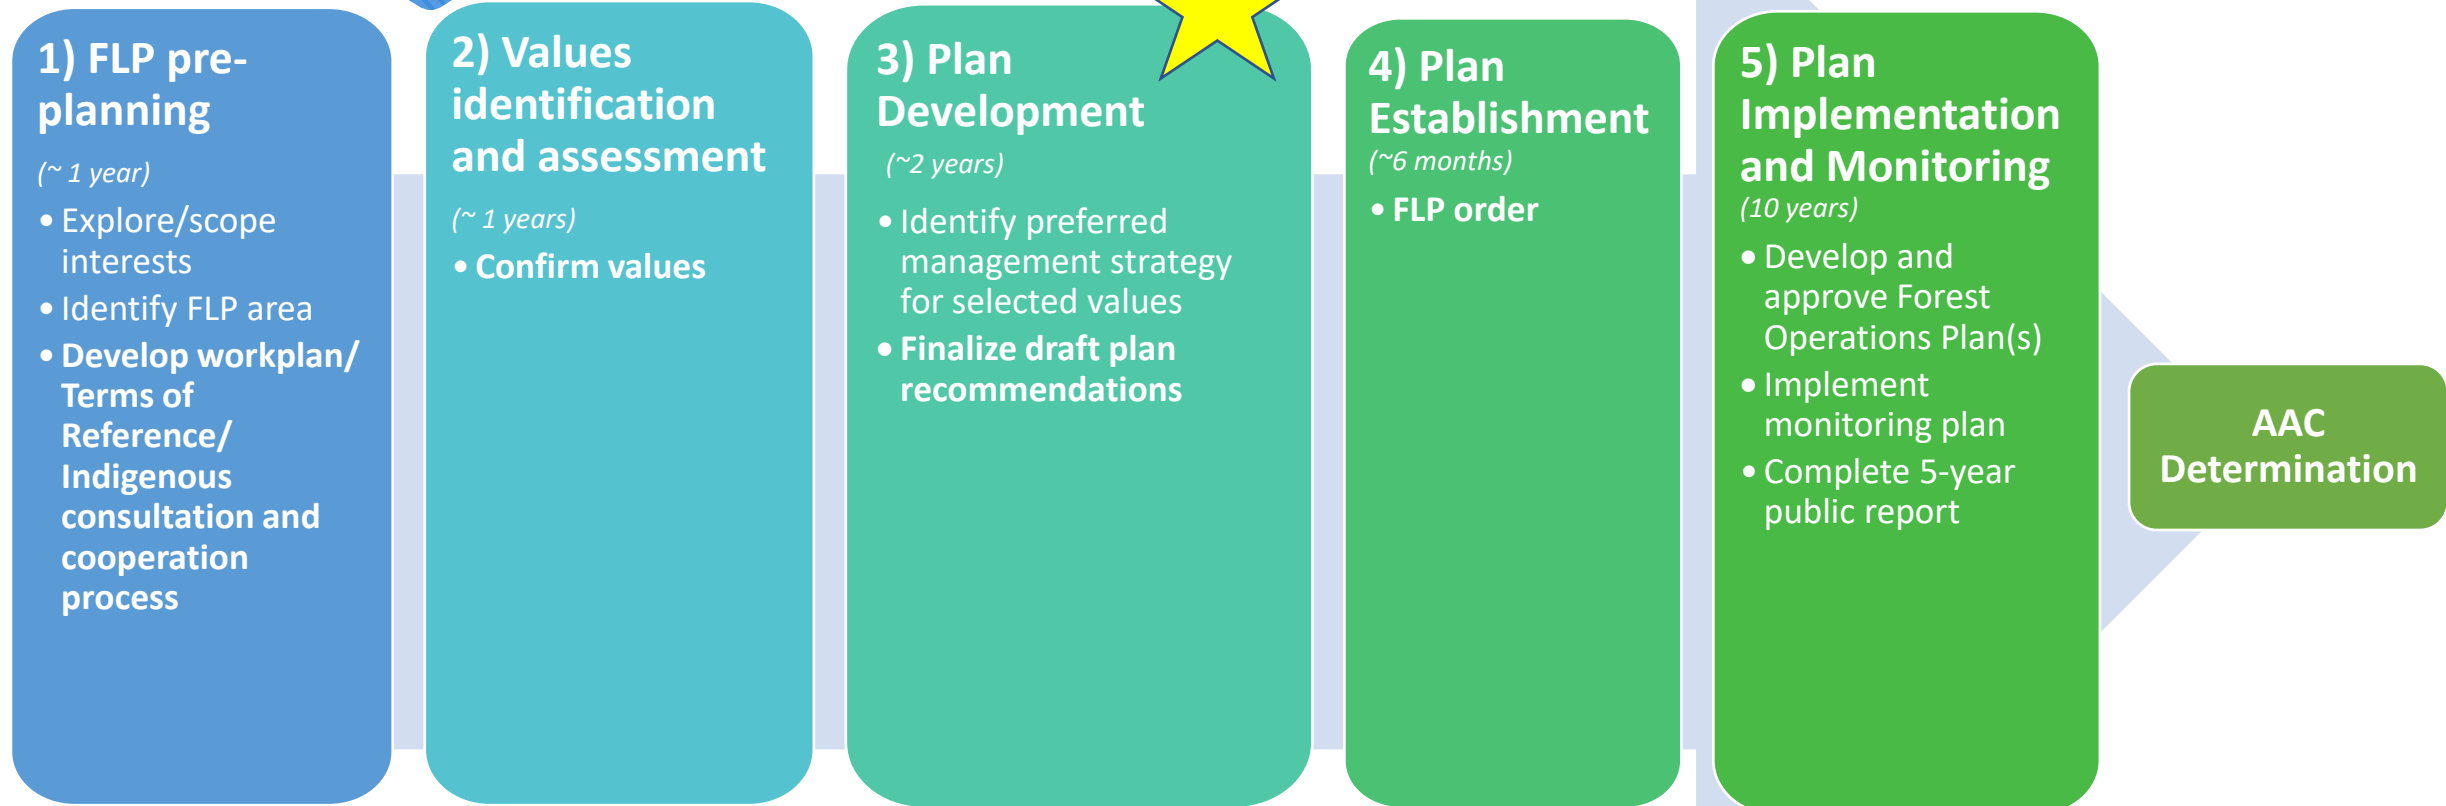 1) FLP pre-
planning
(~ 1 year)
• Explore/scope
interests
• Identify FLP area
• Develop workplan/
Terms of
Reference/
Indigenous
consultation and
cooperation
process
2) Values
identification
and assessment
(~ 1 years)
• Confirm values
3) Plan
Development
(~2 years)
• Identify preferred
management strategy
for selected values
• Finalize draft plan
recommendations
4) Plan
Establishment
(~6 months)
• FLP order
5) Plan
Implementation
and Monitoring
(10 years)
• Develop and
approve Forest
Operations Plan(s)
• Implement
monitoring plan
• Complete 5-year
public report
AAC
Determination